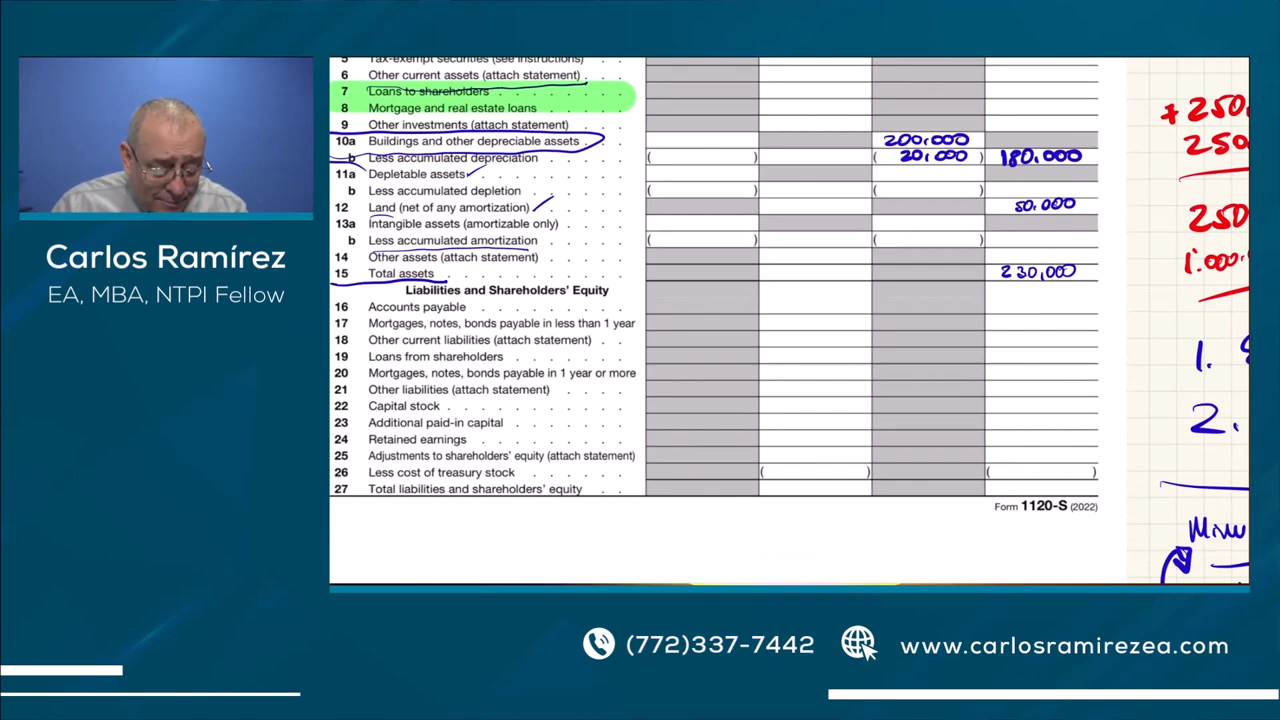 5 Tax-exempt securities (see instructions) . .
6 Other current assets (attach statement) . . .
7 Loans to shareholders . . . . . . . .
8 Mortgage and real estate loans . . . . .
9 Other investments (attach statement) . . .
10a Buildings and other depreciable assets . . . 200,000
b Less accumulated depreciation . . . . . ( ) ( 20,000 ) 180,000
11a Depletable assets . . . . . . . . .
b Less accumulated depletion . . . . . . ( ) ( )
12 Land (net of any amortization) . . . . . . 50,000
13a Intangible assets (amortizable only) . . . .
b Less accumulated amortization . . . . . ( ) ( )
14 Other assets (attach statement) . . . . .
15 Total assets . . . . . . . . . . . 230,000
Liabilities and Shareholders' Equity
16 Accounts payable . . . . . . . . .
17 Mortgages, notes, bonds payable in less than 1 year
18 Other current liabilities (attach statement) . .
19 Loans from shareholders . . . . . . .
20 Mortgages, notes, bonds payable in 1 year or more
21 Other liabilities (attach statement) . . . . .
22 Capital stock . . . . . . . . . . .
23 Additional paid-in capital . . . . . . .
24 Retained earnings . . . . . . . . .
25 Adjustments to shareholders' equity (attach statement)
26 Less cost of treasury stock . . . . . . ( ) ( )
27 Total liabilities and shareholders' equity . .
Form 1120-S (2022)
250
250
1.000
1.
2.
Carlos Ramírez
EA, MBA, NTPI Fellow
(772)337-7442
www.carlosramirezea.com